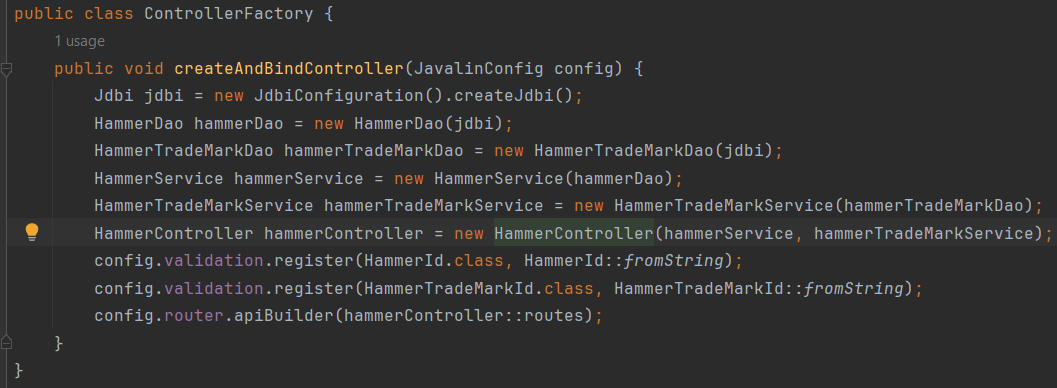 public class ControllerFactory {
1 usage
public void createAndBindController(JavalinConfig config) {
Jdbi jdbi = new JdbiConfiguration().createJdbi();
HammerDao hammerDao = new HammerDao(jdbi);
HammerTradeMarkDao hammerTradeMarkDao = new HammerTradeMarkDao(jdbi);
HammerService hammerService = new HammerService(hammerDao);
HammerTradeMarkService hammerTradeMarkService = new HammerTradeMarkService(hammerTradeMarkDao);
HammerController hammerController = new HammerController(hammerService, hammerTradeMarkService);
config.validation.register(HammerId.class, HammerId::fromString);
config.validation.register(HammerTradeMarkId.class, HammerTradeMarkId::fromString);
config.router.apiBuilder(hammerController::routes);
}
}